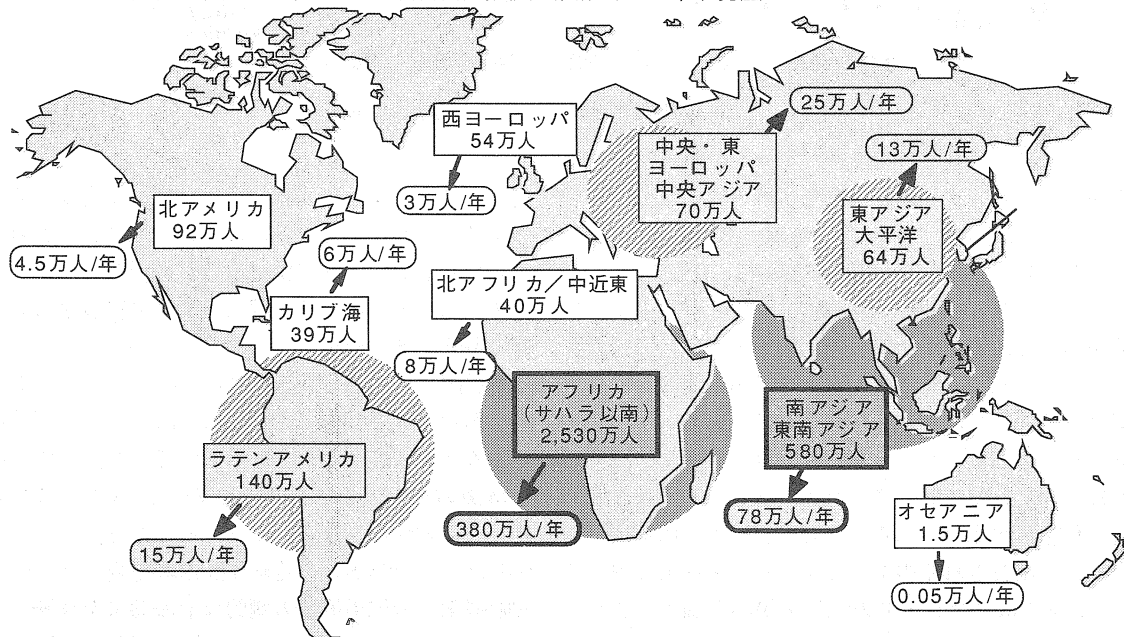 西ヨーロッパ
54万人
3万人/年
中央・東
ヨーロッパ
中央アジア
70万人
25万人/年
13万人/年
東アジア
大平洋
64万人
北アメリカ
92万人
4.5万人/年
6万人/年
カリブ海
39万人
北アフリカ/中近東
40万人
8万人/年
アフリカ
(サハラ以南)
2,530万人
380万人/年
南アジア
東南アジア
580万人
78万人/年
ラテンアメリカ
140万人
15万人/年
オセアニア
1.5万人
0.05万人/年